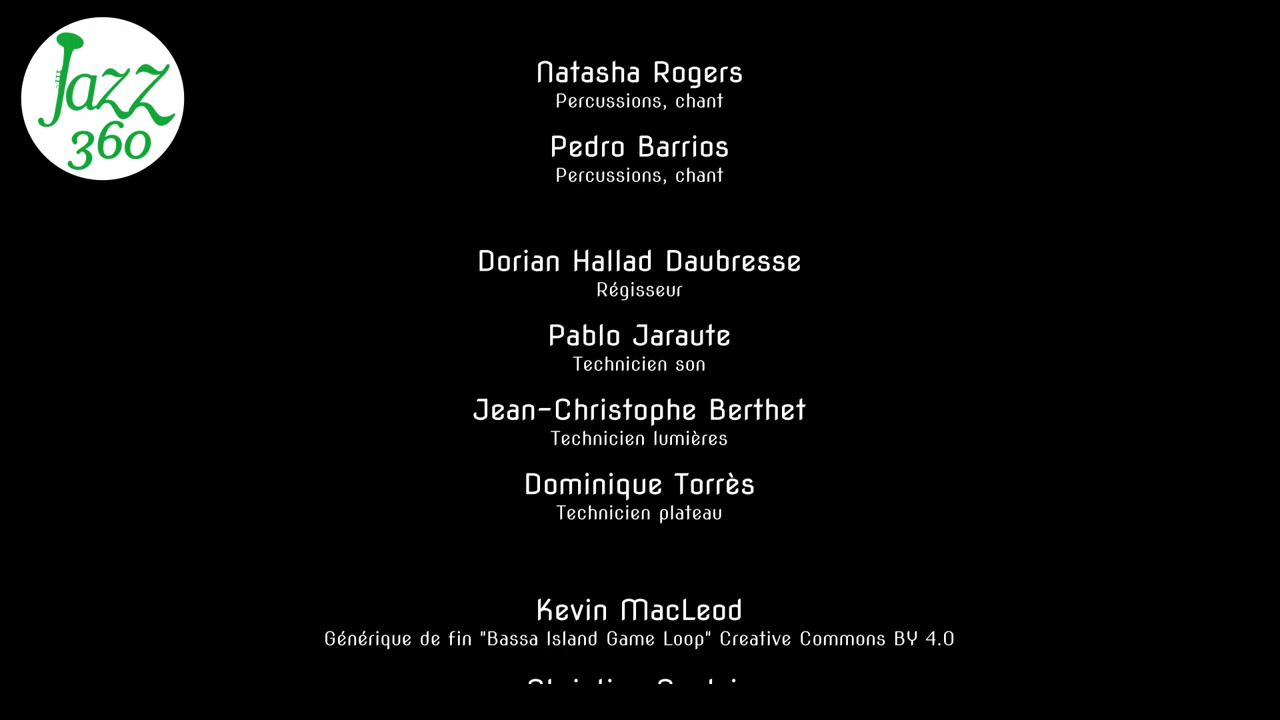 Jazz
360
Natasha Rogers
Percussions, chant
Pedro Barrios
Percussions, chant
Dorian Hallad Daubresse
Régisseur
Pablo Jaraute
Technicien son
Jean-Christophe Berthet
Technicien lumières
Dominique Torrès
Technicien plateau
Kevin MacLeod
Générique de fin "Bassa Island Game Loop" Creative Commons BY 4.0